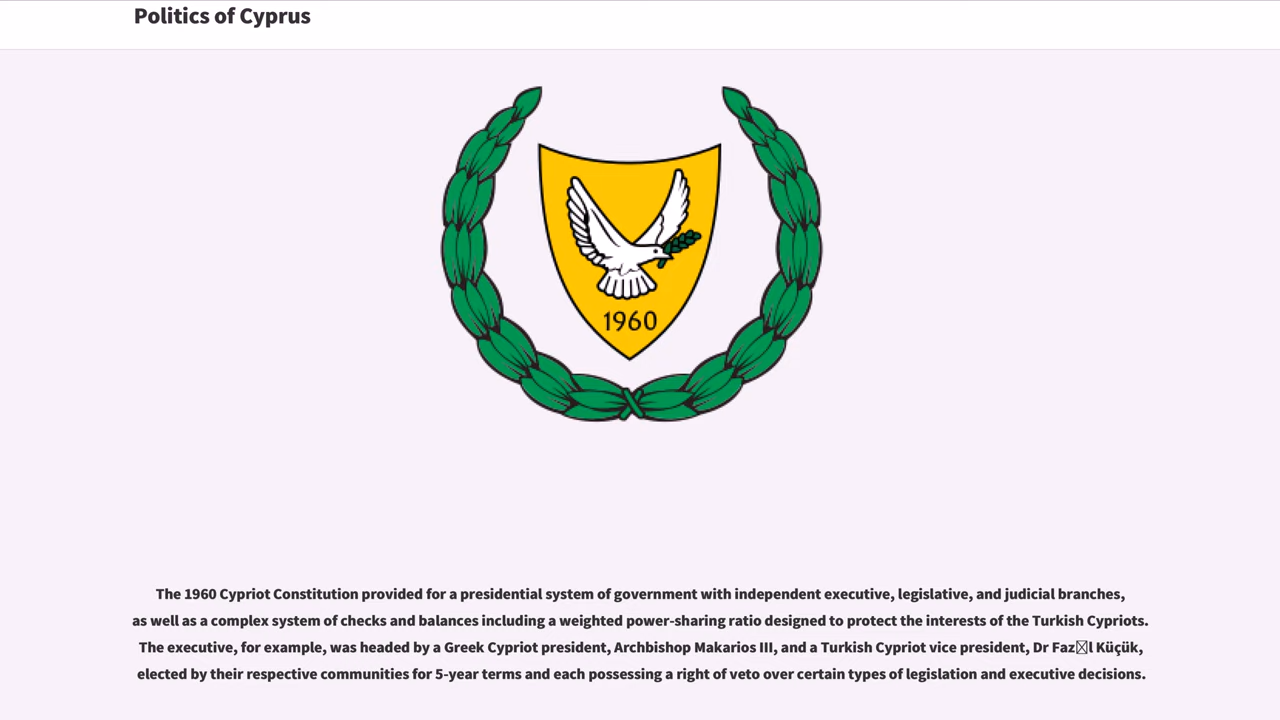 Politics of Cyprus
1960
The 1960 Cypriot Constitution provided for a presidential system of government with independent executive, legislative, and judicial branches,
as well as a complex system of checks and balances including a weighted power-sharing ratio designed to protect the interests of the Turkish Cypriots.
The executive, for example, was headed by a Greek Cypriot president, Archbishop Makarios III, and a Turkish Cypriot vice president, Dr Faz☒l Küçük,
elected by their respective communities for 5-year terms and each possessing a right of veto over certain types of legislation and executive decisions.